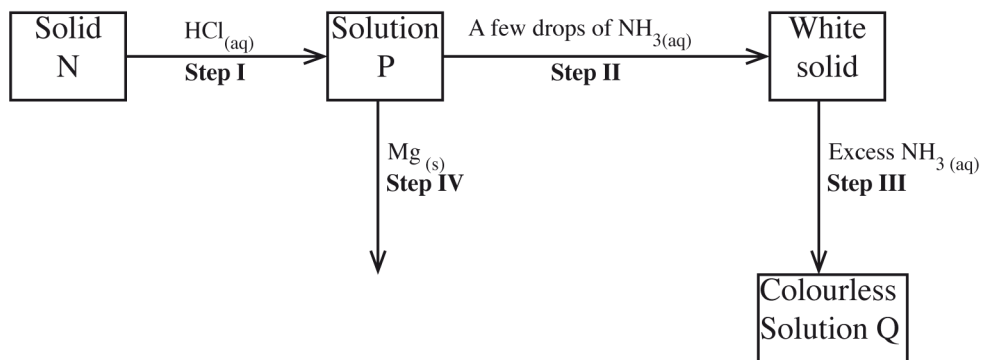 Solid
N
HCl(aq)
Step I
Solution
P
A few drops of NH3(aq)
Step II
White
solid
Mg (s)
Step IV
Excess NH3 (aq)
Step III
Colourless
Solution Q